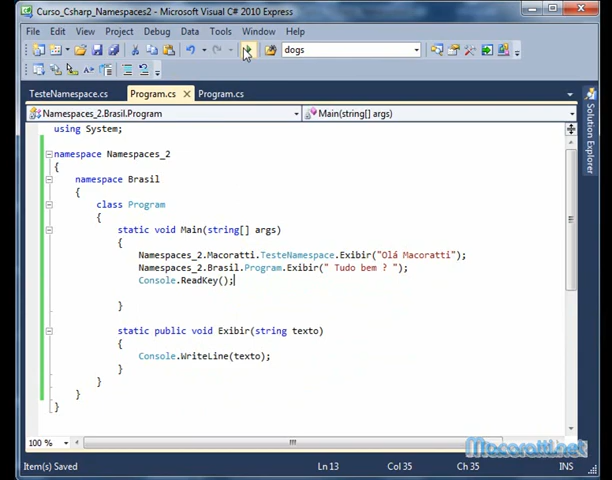 Curso_Csharp_Namespaces2 - Microsoft Visual C# 2010 Express
File Edit View Project Debug Data Tools Window Help
dogs
TesteNamespace.cs Program.cs Program.cs
Namespaces_2.Brasil.Program Main(string[] args)
Solution Explorer
using System;
namespace Namespaces_2
{
namespace Brasil
{
class Program
{
static void Main(string[] args)
{
Namespaces_2.Macoratti.TesteNamespace.Exibir("Olá Macoratti");
Namespaces_2.Brasil.Program.Exibir(" Tudo bem ? ");
Console.ReadKey();
}
static public void Exibir(string texto)
{
Console.WriteLine(texto);
}
}
}
}
100 %
Macoratti.net
Item(s) Saved Ln 13 Col 35 Ch 35 INS